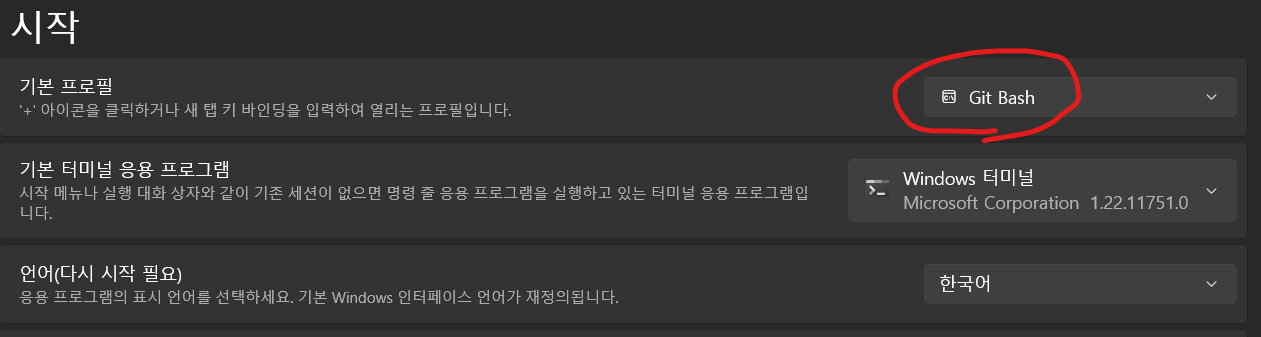 시작
기본 프로필
'+' 아이콘을 클릭하거나 새 탭 키 바인딩을 입력하여 열리는 프로필입니다.
Git Bash
기본 터미널 응용 프로그램
시작 메뉴나 실행 대화 상자와 같이 기존 세션이 없으면 명령 줄 응용 프로그램을 실행하고 있는 터미널 응용 프로그램입
니다.
Windows 터미널
Microsoft Corporation 1.22.11751.0
언어(다시 시작 필요)
응용 프로그램의 표시 언어를 선택하세요. 기본 Windows 인터페이스 언어가 재정의됩니다.
한국어